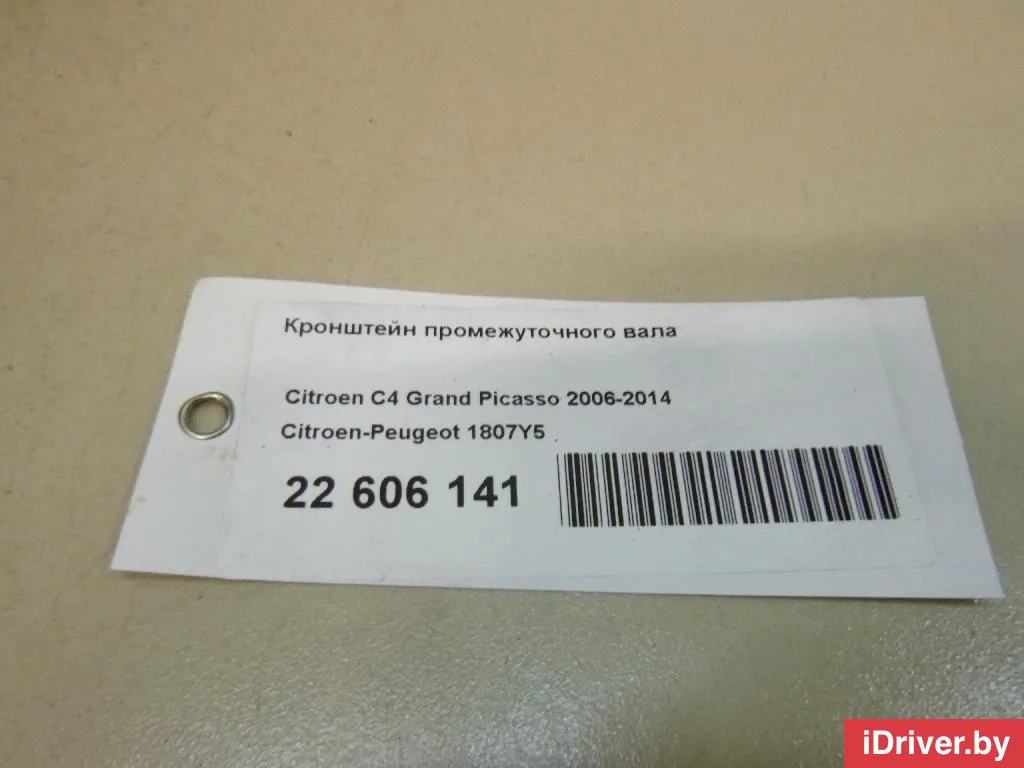 Кронштейн промежуточного вала
Citroen C4 Grand Picasso 2006-2014
Citroen-Peugeot 1807Y5
22 606 141
iDriver.by